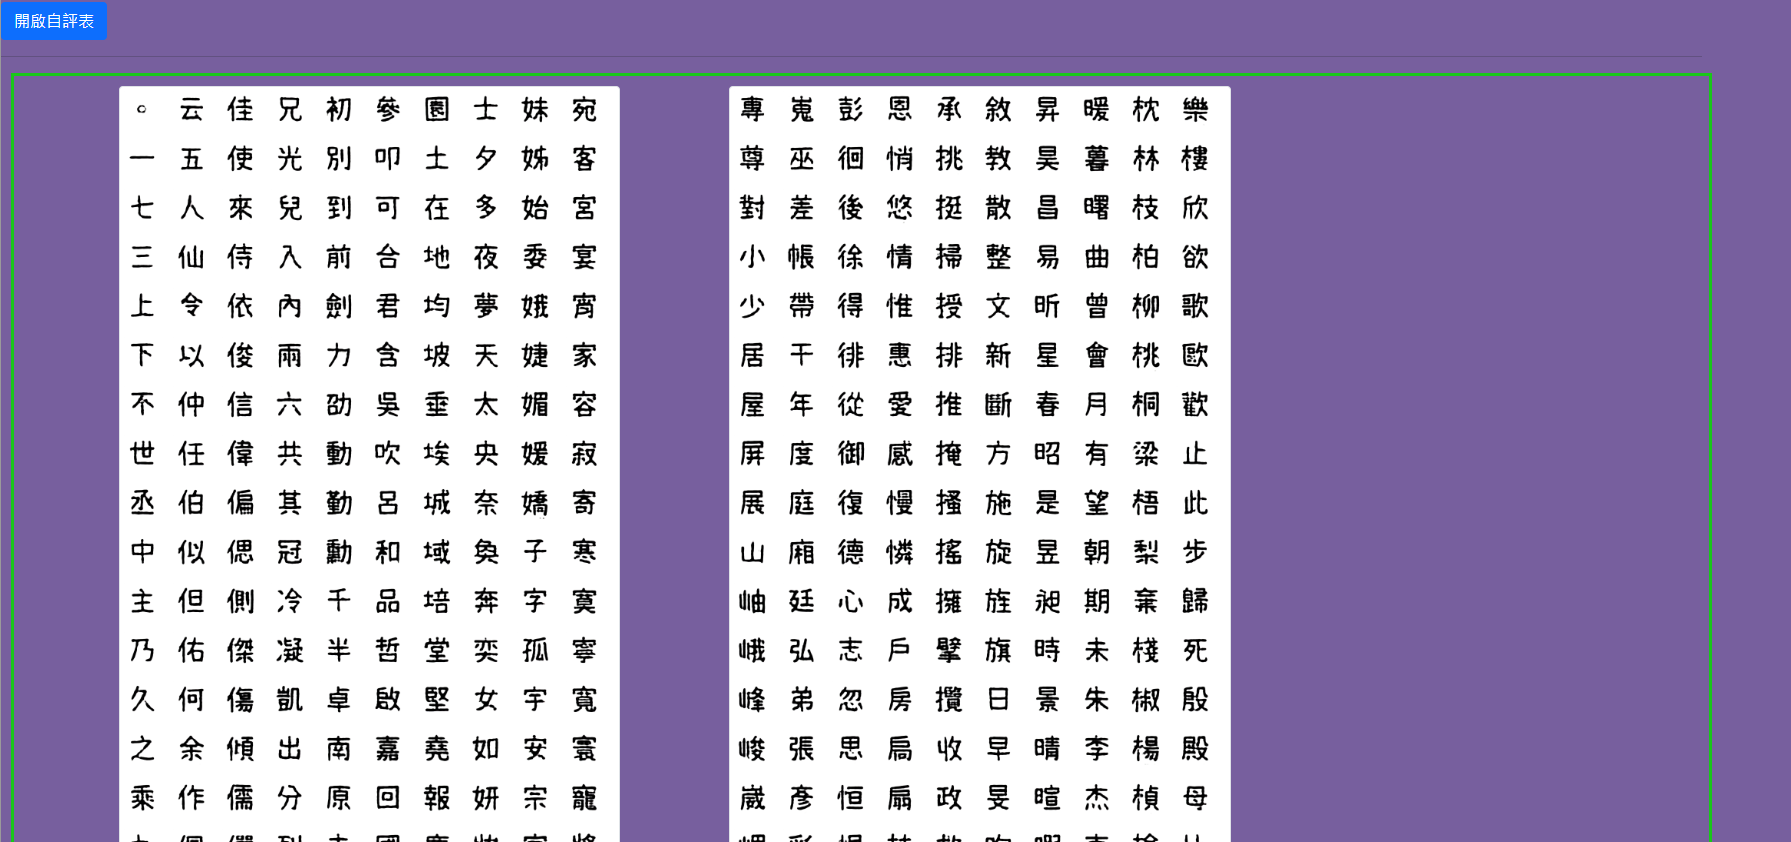 開啟自評表
。云佳兄初參園士妹宛
一五使光別叩土夕姊客
七人來兒到可在多始宮
三仙侍入前合地夜委宴
上令依內劍君均夢娥宵
下以俊兩力含坡天婕家
不仲信六劭吳垂太媚容
世任偉共動吹埃央媛寂
丞伯偏其勤呂城奈嬌寄
中似偲冠勳和域奐子寒
主但側冷千品培奔字寞
乃佑傑凝半哲堂奕孤寧
久何傷凱卓啟堅女宇寬
之余傾出南嘉堯如安寰
乘作儒分原回報妍宗寵
專嵬彭恩承敘昇暖枕樂
尊巫徊悄挑教昊暮林樓
對差後悠挺散昌曙枝欣
小帳徐情掃整易曲柏欲
少帶得惟授文昕曾柳歌
居干徘惠排新星會桃歐
屋年從愛推斷春月桐歡
屏度御感掩方昭有梁止
展庭復慢搔施是望梧此
山廂德憐搖旋昱朝梨步
岫廷心成擁旌昶期棄歸
峨弘志戶擘旗時未棧死
峰弟忽房攬日景朱椒殷
峻張思扃收早晴李楊殿
崴彥恒扇政旻暄杰楨母